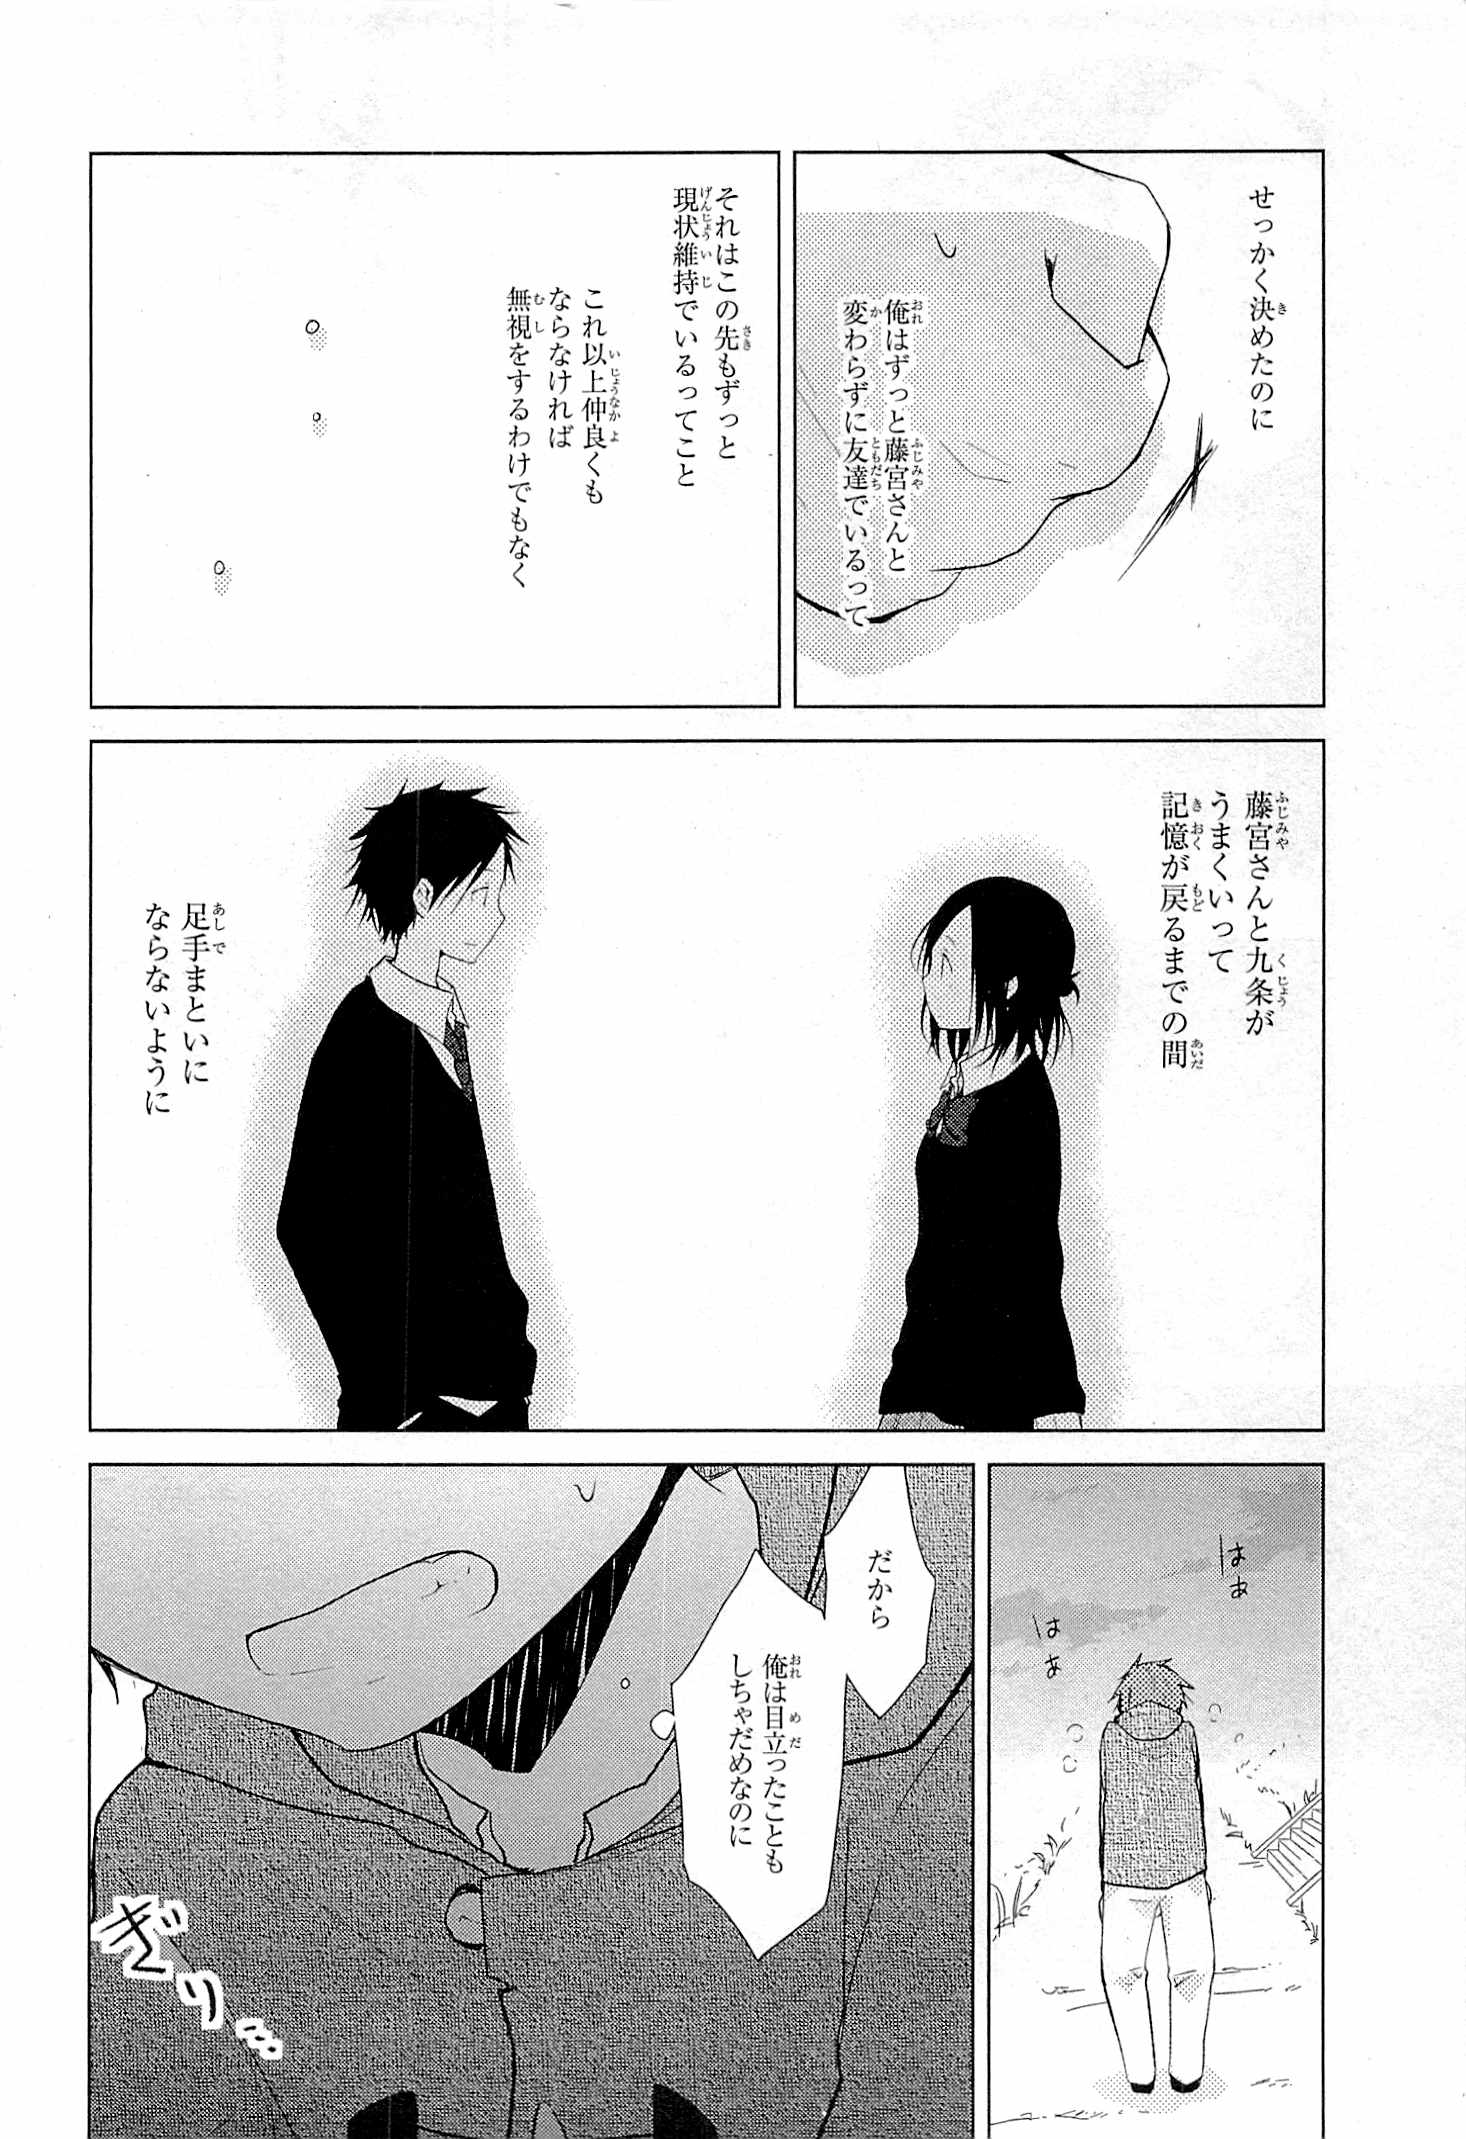 せっかく決めたのに
俺はずっと藤宮さんと
変わらずに友達でいるって
それはこの先もずっと
現状維持でいるってこと
これ以上仲良くも
ならなければ
無視をするわけでもなく
藤宮さんと九条が
うまくいって
記憶が戻るまでの間
足手まといに
ならないように
はぁ
はぁ
だから
俺は目立ったことも
しちゃだめなのに
ぎり…